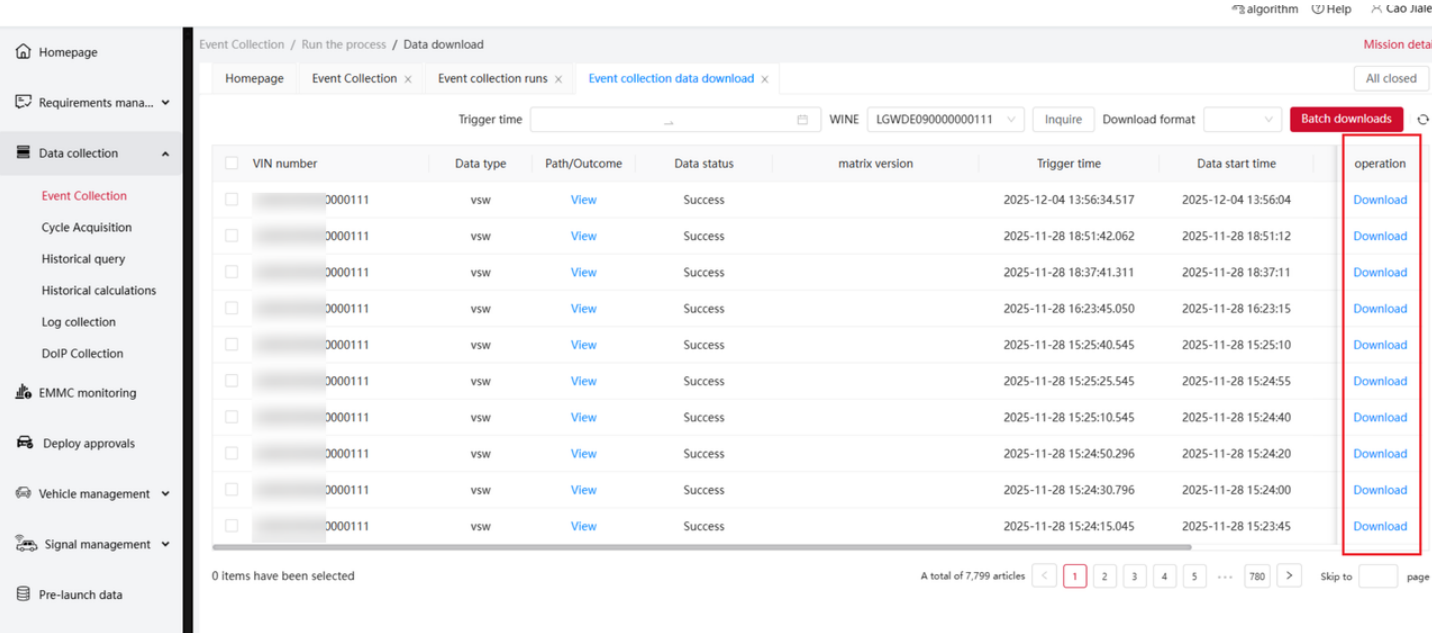 algorithm Help Cao Jiale
Homepage
Requirements mana...
Data collection
Event Collection
Cycle Acquisition
Historical query
Historical calculations
Log collection
DoIP Collection
EMMC monitoring
Deploy approvals
Vehicle management
Signal management
Pre-launch data
Event Collection / Run the process / Data download
Mission detai
Homepage Event Collection × Event collection runs × Event collection data download × All closed
Trigger time WINE LGWDE090000000111 Inquire Download format Batch downloads
VIN number Data type Path/Outcome Data status matrix version Trigger time Data start time operation
0000111 vsw View Success 2025-12-04 13:56:34.517 2025-12-04 13:56:04 Download
0000111 vsw View Success 2025-11-28 18:51:42.062 2025-11-28 18:51:12 Download
0000111 vsw View Success 2025-11-28 18:37:41.311 2025-11-28 18:37:11 Download
0000111 vsw View Success 2025-11-28 16:23:45.050 2025-11-28 16:23:15 Download
0000111 vsw View Success 2025-11-28 15:25:40.545 2025-11-28 15:25:10 Download
0000111 vsw View Success 2025-11-28 15:25:25.545 2025-11-28 15:24:55 Download
0000111 vsw View Success 2025-11-28 15:25:10.545 2025-11-28 15:24:40 Download
0000111 vsw View Success 2025-11-28 15:24:50.296 2025-11-28 15:24:20 Download
0000111 vsw View Success 2025-11-28 15:24:30.796 2025-11-28 15:24:00 Download
0000111 vsw View Success 2025-11-28 15:24:15.045 2025-11-28 15:23:45 Download
0 items have been selected
A total of 7,799 articles < 1 2 3 4 5 ••• 780 > Skip to page